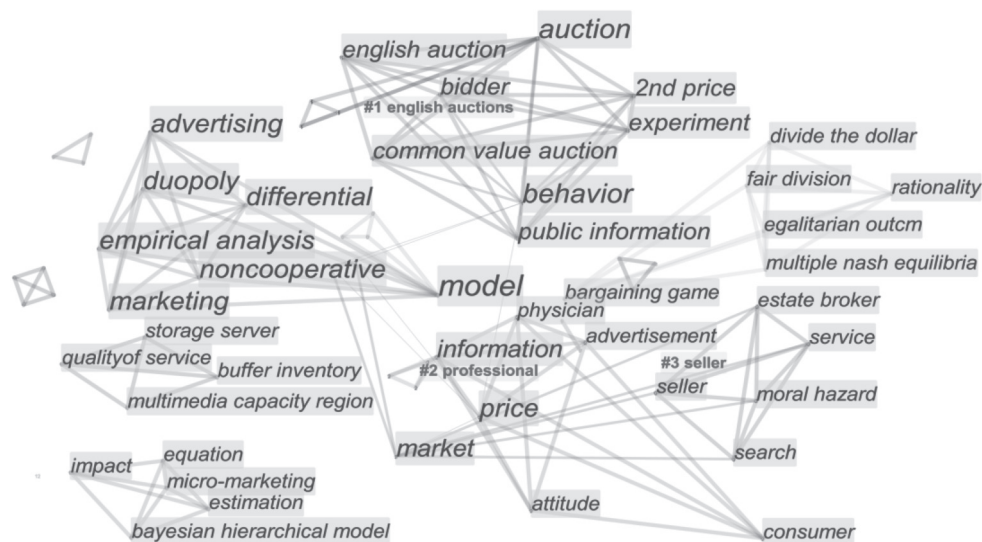 auction
english auction
bidder
2nd price
#1 english auctions
advertising
experiment
divide the dollar
common value auction
duopoly
fair division
differential
behavior
rationality
egalitarian outcm
public information
empirical analysis
noncooperative
multiple nash equilibria
model
bargaining game
marketing
physician
estate broker
storage server
advertisement
service
information
qualityof service
#3 seller
buffer inventory
#2 professional
seller
moral hazard
multimedia capacity region
price
market
search
equation
impact
micro-marketing
estimation
attitude
bayesian hierarchical model
consumer